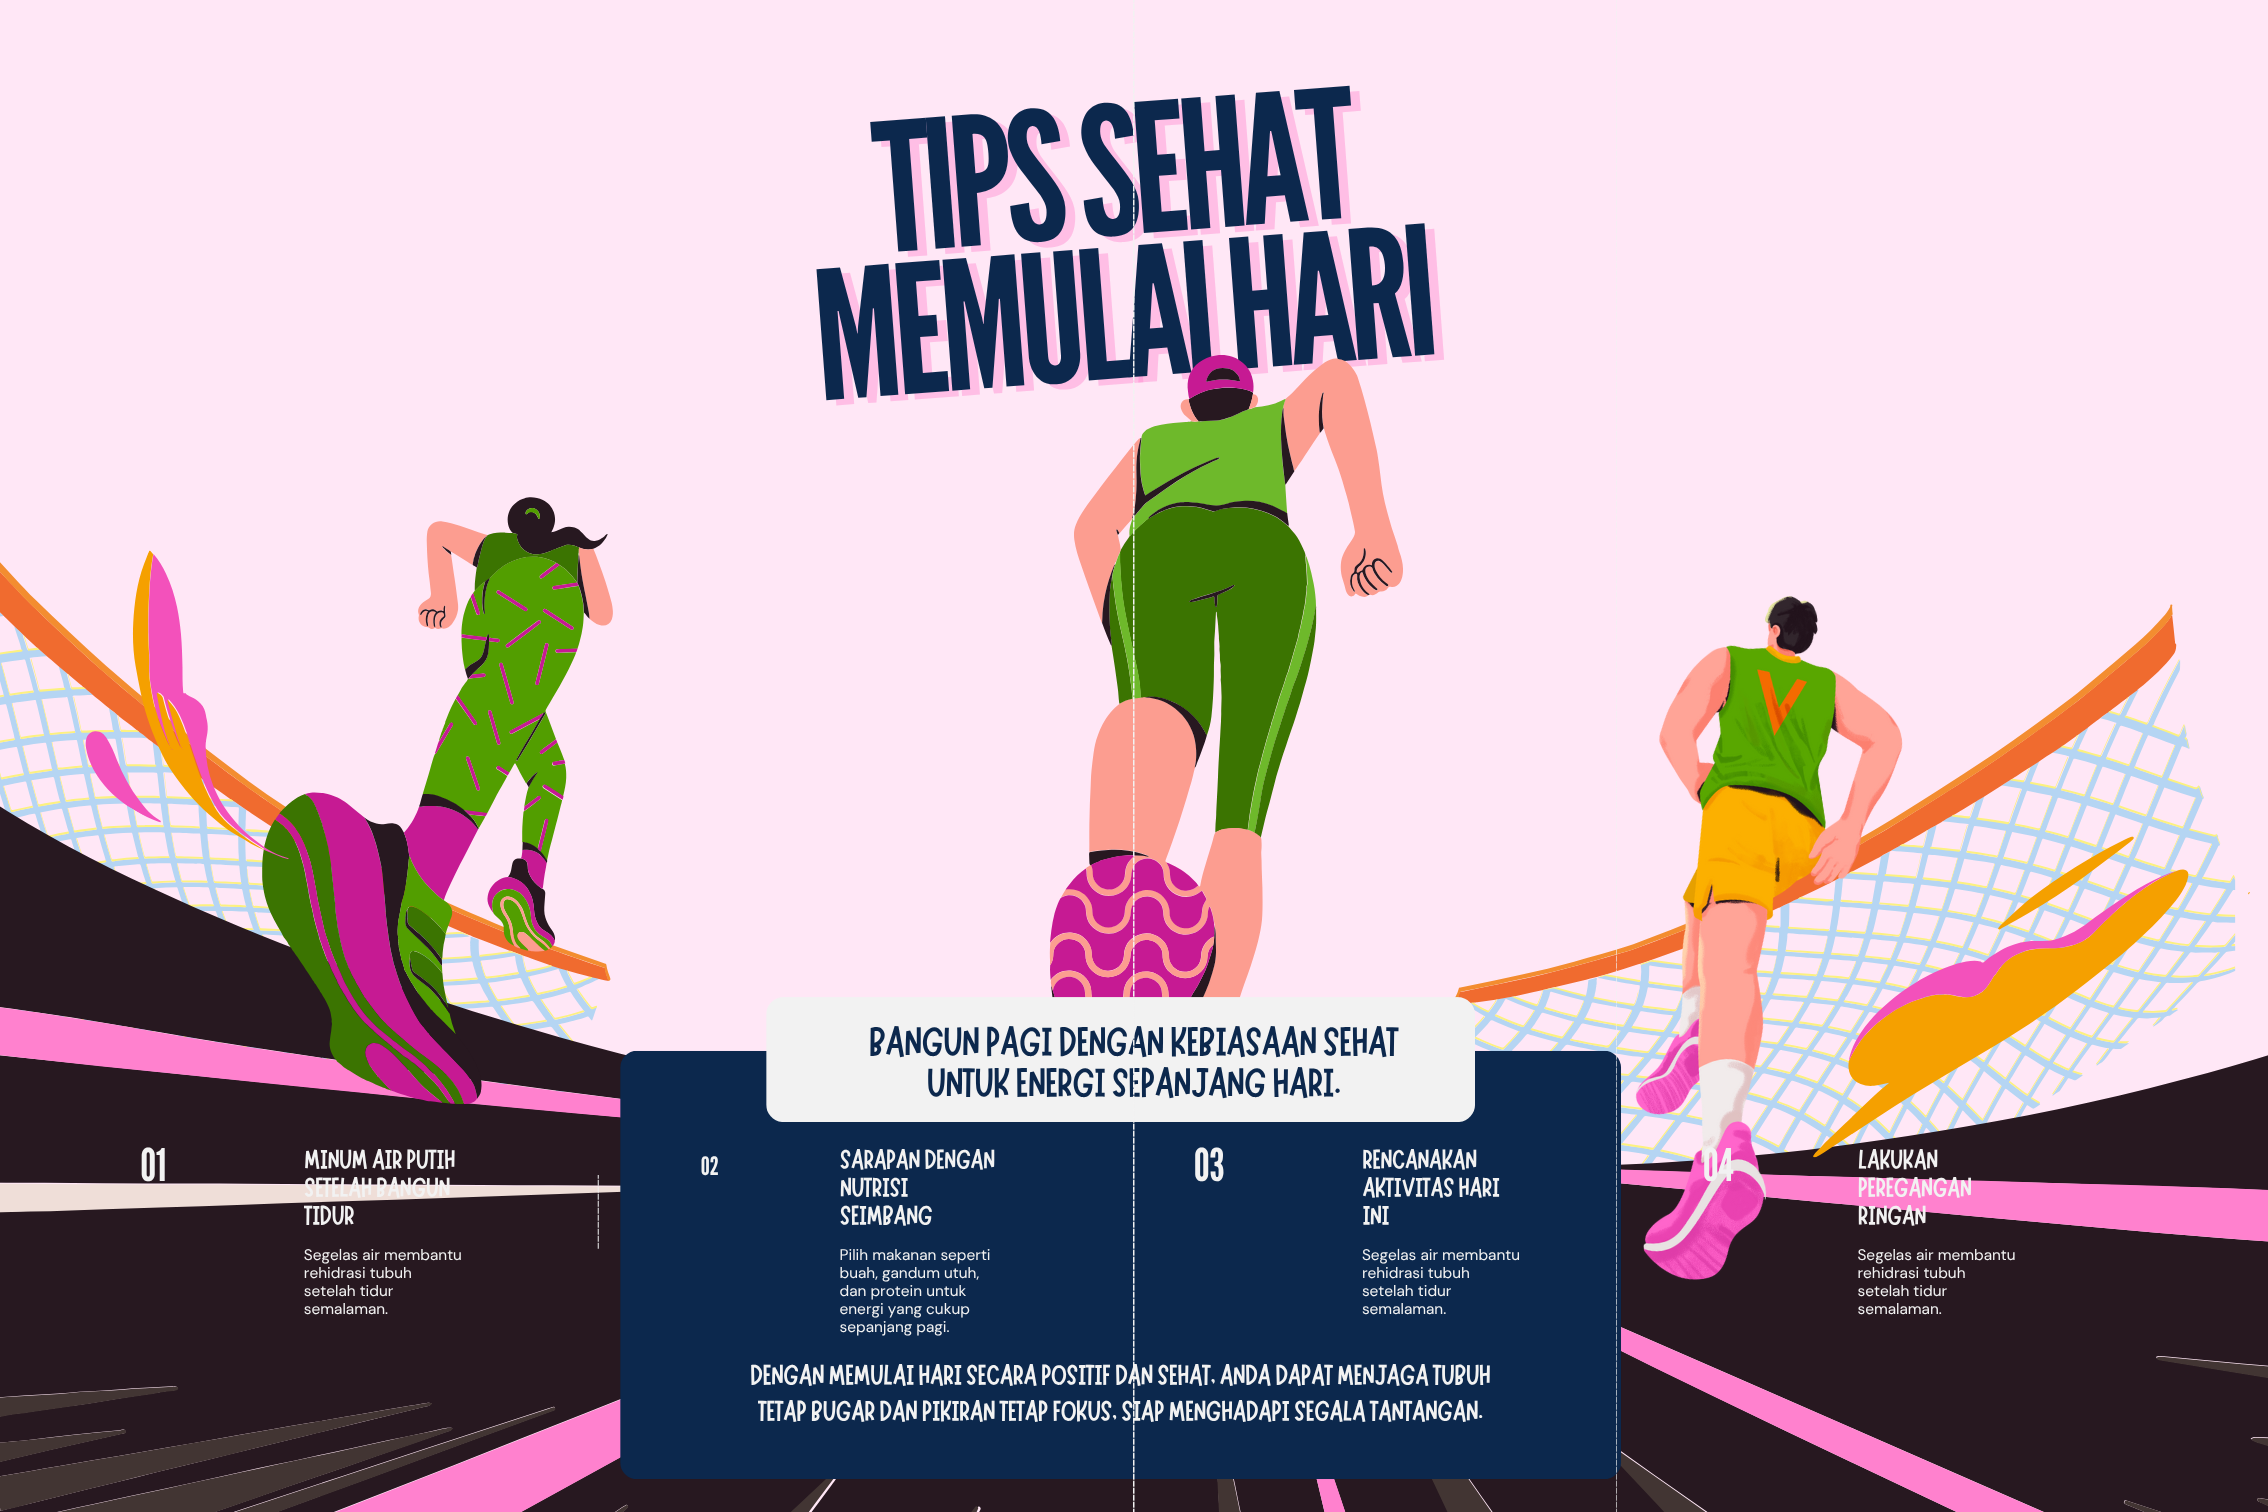 TIPS SEHAT
MEMULAI HARI
V
BANGUN PAGI DENGAN KEBIASAAN SEHAT
UNTUK ENERGI SEPANJANG HARI.
01
MINUM AIR PUTIH
SETELAH BANGUN
TIDUR
Segelas air membantu
rehidrasi tubuh
setelah tidur
semalaman.
02
SARAPAN DENGAN
NUTRISI
SEIMBANG
Pilih makanan seperti
buah, gandum utuh,
dan protein untuk
energi yang cukup
sepanjang pagi.
03
RENCANAKAN
AKTIVITAS HARI
INI
Segelas air membantu
rehidrasi tubuh
setelah tidur
semalaman.
04
LAKUKAN
PEREGANGAN
RINGAN
Segelas air membantu
rehidrasi tubuh
setelah tidur
semalaman.
DENGAN MEMULAI HARI SECARA POSITIF DAN SEHAT, ANDA DAPAT MENJAGA TUBUH
TETAP BUGAR DAN PIKIRAN TETAP FOKUS, SIAP MENGHADAPI SEGALA TANTANGAN.